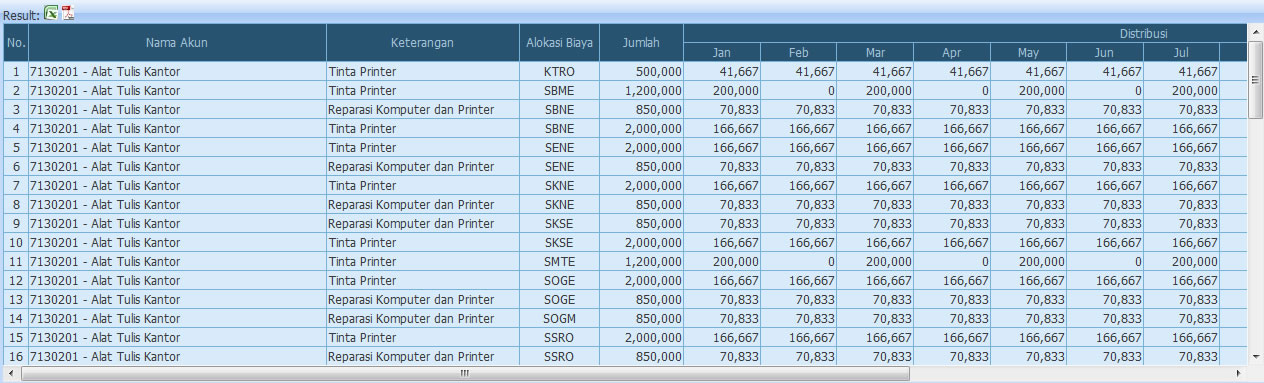 Result:
No. Nama Akun Keterangan Alokasi Biaya Jumlah Distribusi
Jan Feb Mar Apr May Jun Jul
1 7130201 - Alat Tulis Kantor Tinta Printer KTRO 500,000 41,667 41,667 41,667 41,667 41,667 41,667 41,667
2 7130201 - Alat Tulis Kantor Tinta Printer SBME 1,200,000 200,000 0 200,000 0 200,000 0 200,000
3 7130201 - Alat Tulis Kantor Reparasi Komputer dan Printer SBNE 850,000 70,833 70,833 70,833 70,833 70,833 70,833 70,833
4 7130201 - Alat Tulis Kantor Tinta Printer SBNE 2,000,000 166,667 166,667 166,667 166,667 166,667 166,667 166,667
5 7130201 - Alat Tulis Kantor Tinta Printer SENE 2,000,000 166,667 166,667 166,667 166,667 166,667 166,667 166,667
6 7130201 - Alat Tulis Kantor Reparasi Komputer dan Printer SENE 850,000 70,833 70,833 70,833 70,833 70,833 70,833 70,833
7 7130201 - Alat Tulis Kantor Tinta Printer SKNE 2,000,000 166,667 166,667 166,667 166,667 166,667 166,667 166,667
8 7130201 - Alat Tulis Kantor Reparasi Komputer dan Printer SKNE 850,000 70,833 70,833 70,833 70,833 70,833 70,833 70,833
9 7130201 - Alat Tulis Kantor Reparasi Komputer dan Printer SKSE 850,000 70,833 70,833 70,833 70,833 70,833 70,833 70,833
10 7130201 - Alat Tulis Kantor Tinta Printer SKSE 2,000,000 166,667 166,667 166,667 166,667 166,667 166,667 166,667
11 7130201 - Alat Tulis Kantor Tinta Printer SMTE 1,200,000 200,000 0 200,000 0 200,000 0 200,000
12 7130201 - Alat Tulis Kantor Tinta Printer SOGE 2,000,000 166,667 166,667 166,667 166,667 166,667 166,667 166,667
13 7130201 - Alat Tulis Kantor Reparasi Komputer dan Printer SOGE 850,000 70,833 70,833 70,833 70,833 70,833 70,833 70,833
14 7130201 - Alat Tulis Kantor Reparasi Komputer dan Printer SOGM 850,000 70,833 70,833 70,833 70,833 70,833 70,833 70,833
15 7130201 - Alat Tulis Kantor Tinta Printer SSRO 2,000,000 166,667 166,667 166,667 166,667 166,667 166,667 166,667
16 7130201 - Alat Tulis Kantor Reparasi Komputer dan Printer SSRO 850,000 70,833 70,833 70,833 70,833 70,833 70,833 70,833